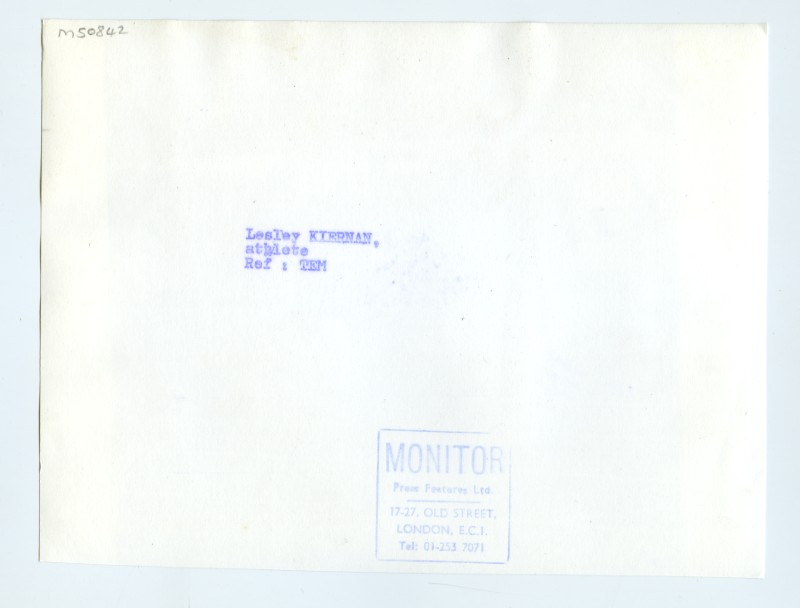 M50842
Lesley KIERNAN,
athlete
Ref : TEM
MONITOR
Press Features Ltd.
17-27, OLD STREET,
LONDON, E.C.1.
Tel: 01-253 7071